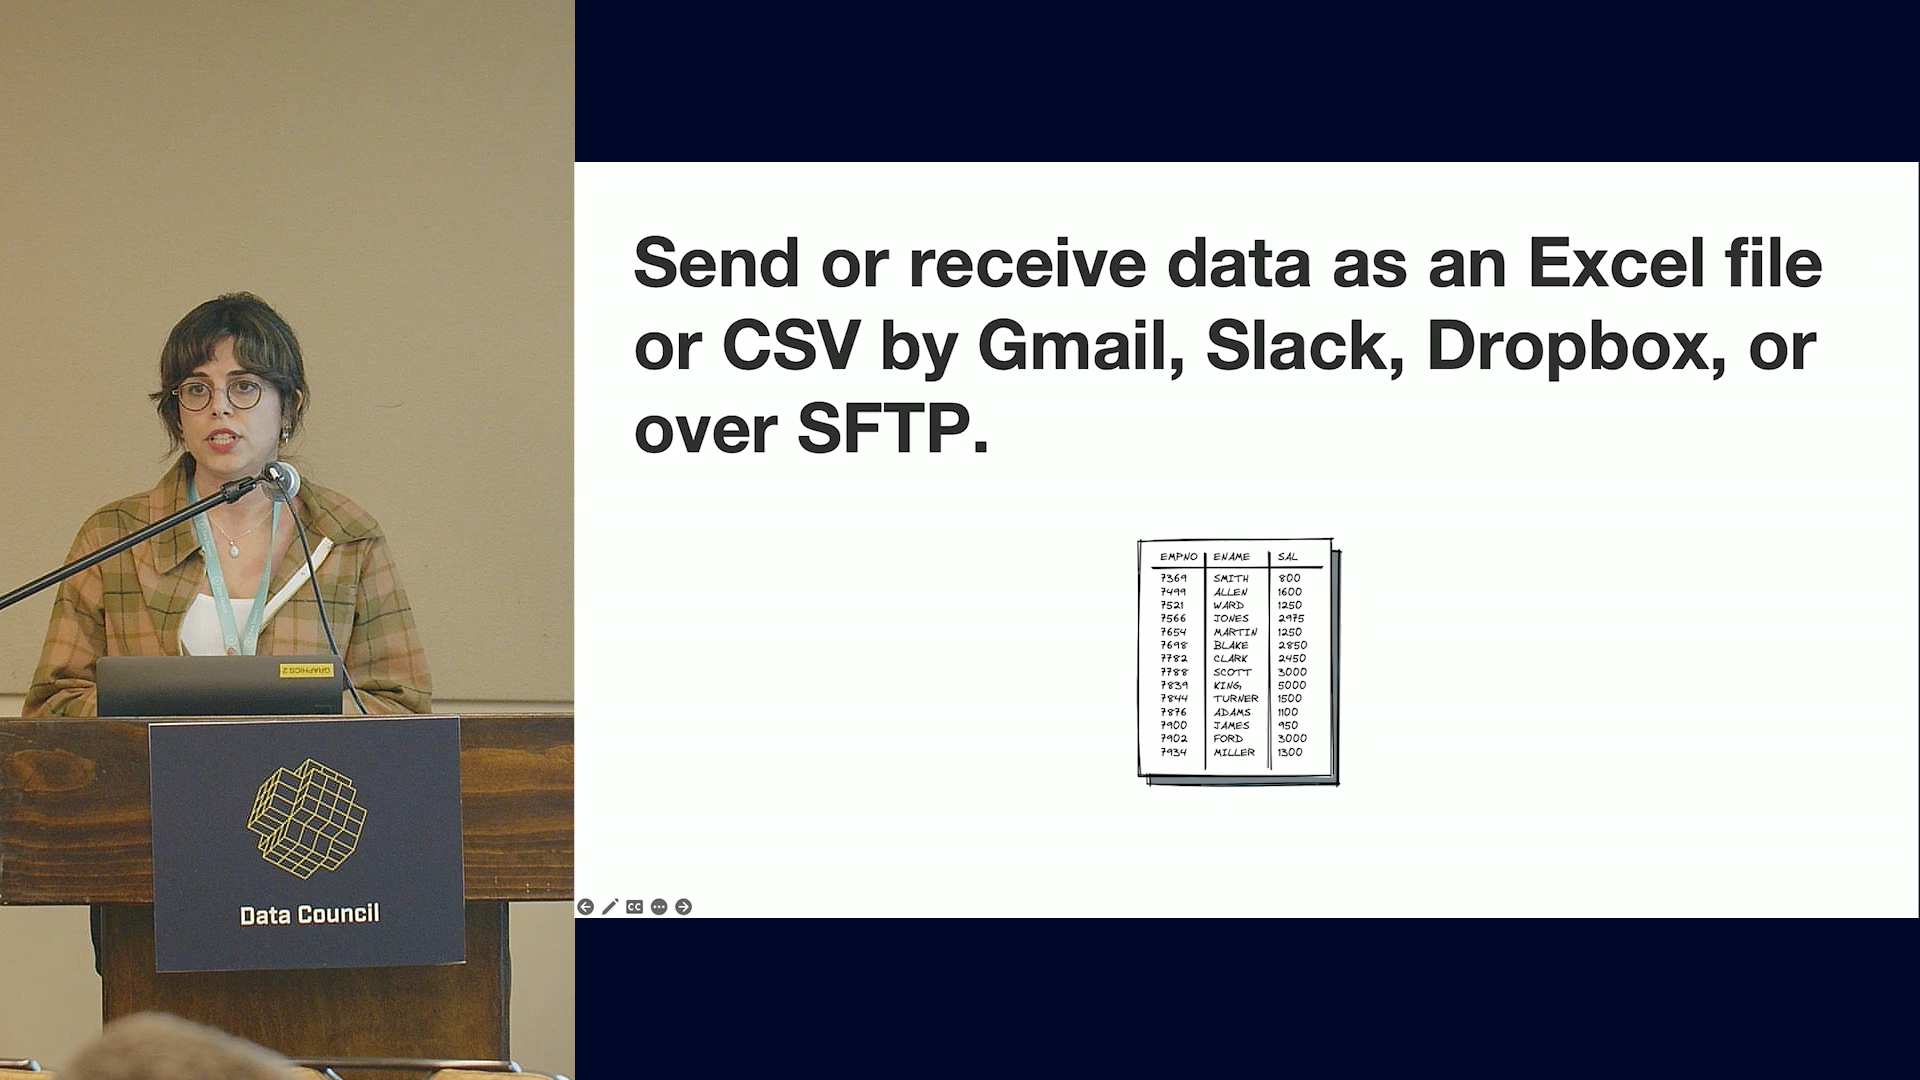 Send or receive data as an Excel file
or CSV by Gmail, Slack, Dropbox, or
over SFTP.
EMPNO ENAME SAL
7369 SMITH 800
7499 ALLEN 1600
7521 WARD 1250
7566 JONES 2975
7654 MARTIN 1250
7698 BLAKE 2850
7782 CLARK 2450
7788 SCOTT 3000
7839 KING 5000
7844 TURNER 1500
7876 ADAMS 1100
7900 JAMES 950
7902 FORD 3000
7934 MILLER 1300
CC
GRAPHICS 2
Data Council